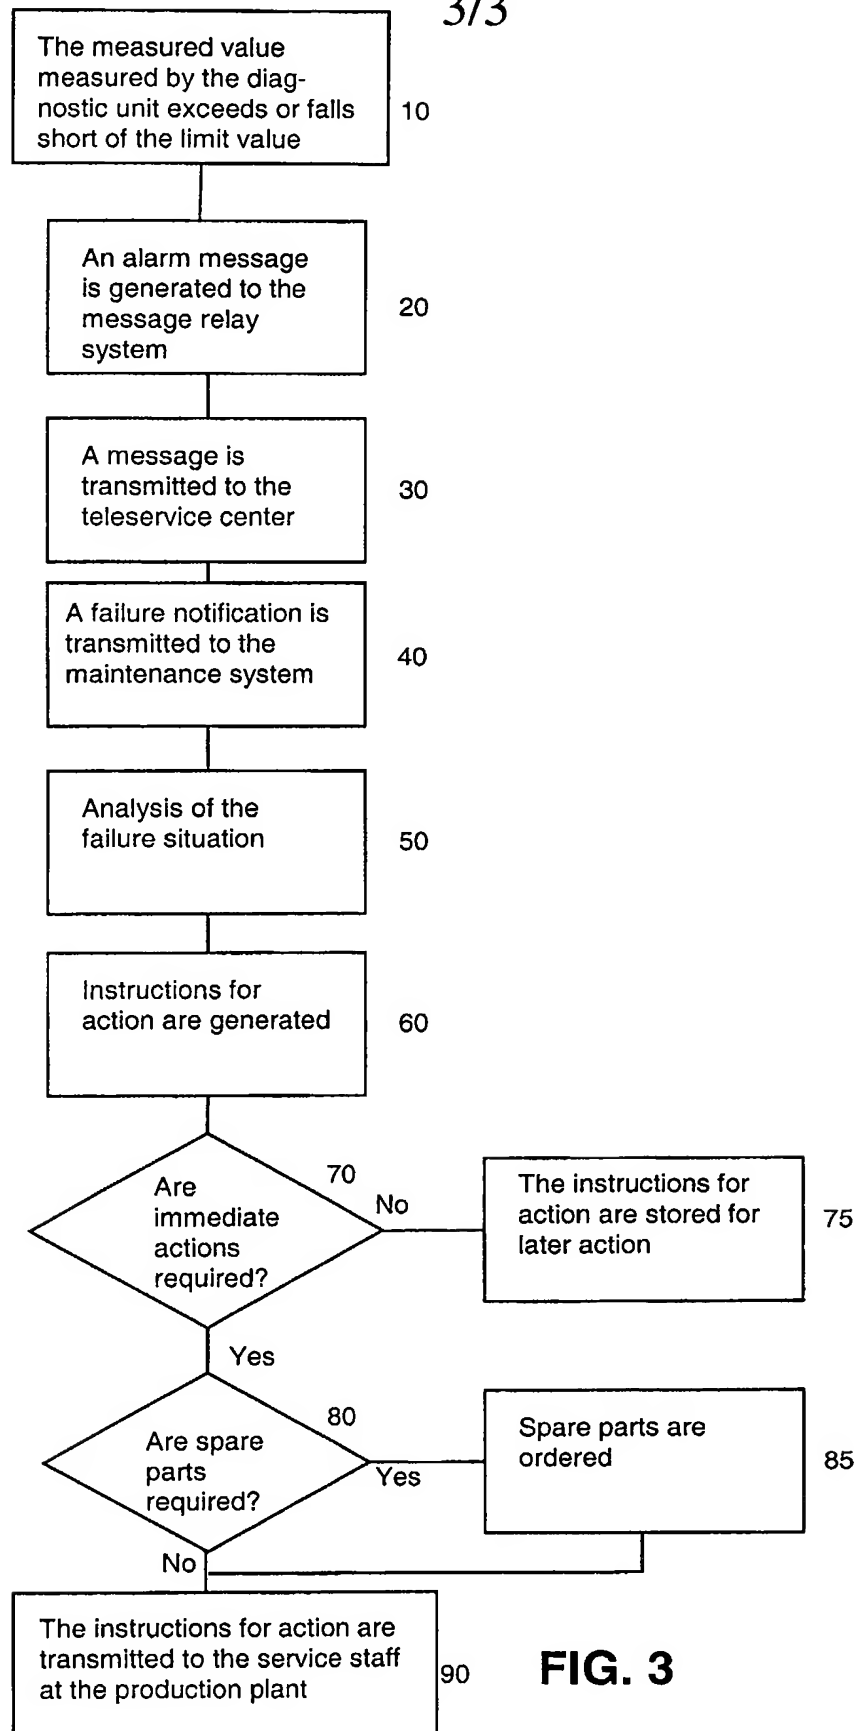 3/3
The measured value
measured by the diag-
nostic unit exceeds or falls
short of the limit value
10
An alarm message
is generated to the
message relay
system
20
A message is
transmitted to the
teleservice center
30
A failure notification is
transmitted to the
maintenance system
40
Analysis of the
failure situation
50
Instructions for
action are generated
60
70
Are
immediate
actions
required?
No
The instructions for
action are stored for
later action
75
Yes
80
Are spare
parts
required?
Yes
Spare parts are
ordered
85
No
The instructions for action are
transmitted to the service staff
at the production plant
90
FIG. 3